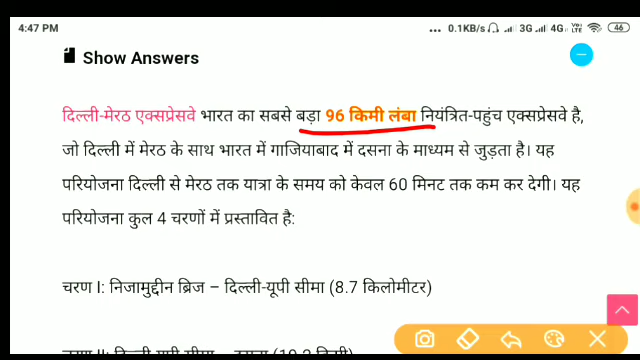 4:47 PM ... 0.1KB/s 3G 4G Vo LTE 46
Show Answers
दिल्ली-मेरठ एक्सप्रेसवे भारत का सबसे बड़ा 96 किमी लंबा नियंत्रित-पहुंच एक्सप्रेसवे है,
जो दिल्ली में मेरठ के साथ भारत में गाजियाबाद में दसना के माध्यम से जुड़ता है। यह
परियोजना दिल्ली से मेरठ तक यात्रा के समय को केवल 60 मिनट तक कम कर देगी। यह
परियोजना कुल 4 चरणों में प्रस्तावित है:
चरण I: निजामुद्दीन ब्रिज – दिल्ली-यूपी सीमा (8.7 किलोमीटर)